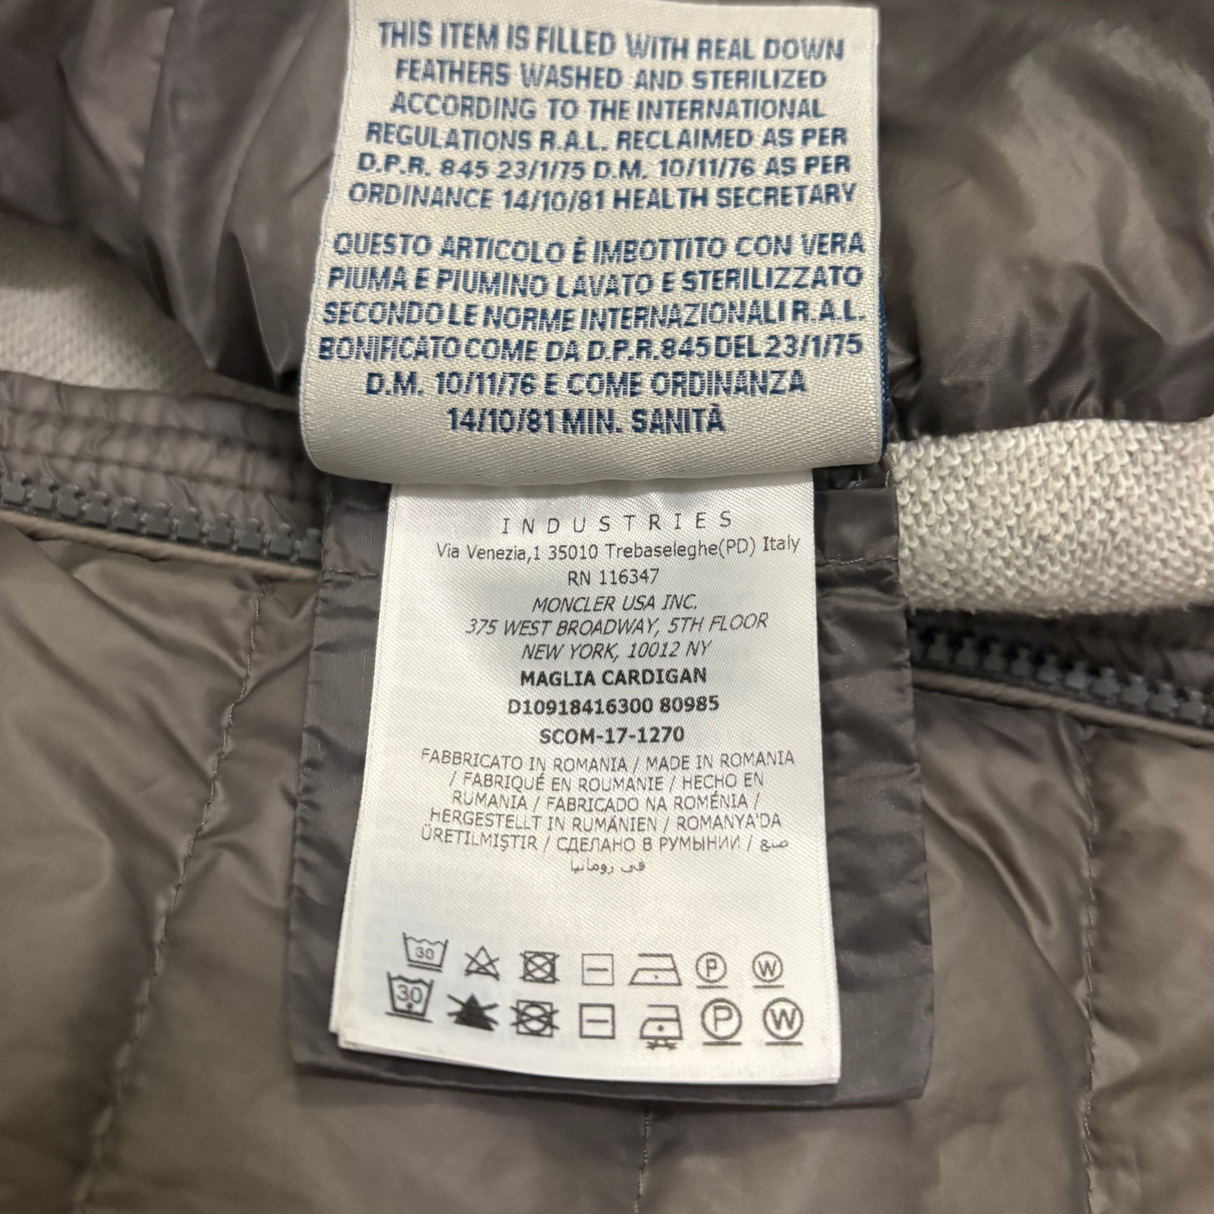 THIS ITEM IS FILLED WITH REAL DOWN
FEATHERS WASHED AND STERILIZED
ACCORDING TO THE INTERNATIONAL
REGULATIONS R.A.L. RECLAIMED AS PER
D.P.R. 845 23/1/75 D.M. 10/11/76 AS PER
ORDINANCE 14/10/81 HEALTH SECRETARY
QUESTO ARTICOLO È IMBOTTITO CON VERA
PIUMA E PIUMINO LAVATO E STERILIZZATO
SECONDO LE NORME INTERNAZIONALI R.A.L.
BONIFICATO COME DA D.P.R. 845 DEL 23/1/75
D.M. 10/11/76 E COME ORDINANZA
14/10/81 MIN. SANITÀ
INDUSTRIES
Via Venezia,1 35010 Trebaseleghe(PD) Italy
RN 116347
MONCLER USA INC.
375 WEST BROADWAY, 5TH FLOOR
NEW YORK, 10012 NY
MAGLIA CARDIGAN
D10918416300 80985
SCOM-17-1270
FABBRICATO IN ROMANIA / MADE IN ROMANIA
/ FABRIQUÉ EN ROUMANIE / HECHO EN
RUMANIA / FABRICADO NA ROMÉNIA /
HERGESTELLT IN RUMÄNIEN / ROMANYA'DA
ÜRETILMIŞTIR / СДЕЛАНО В РУМЫНИИ / صنع
في رومانيا
30 P W
30 P W